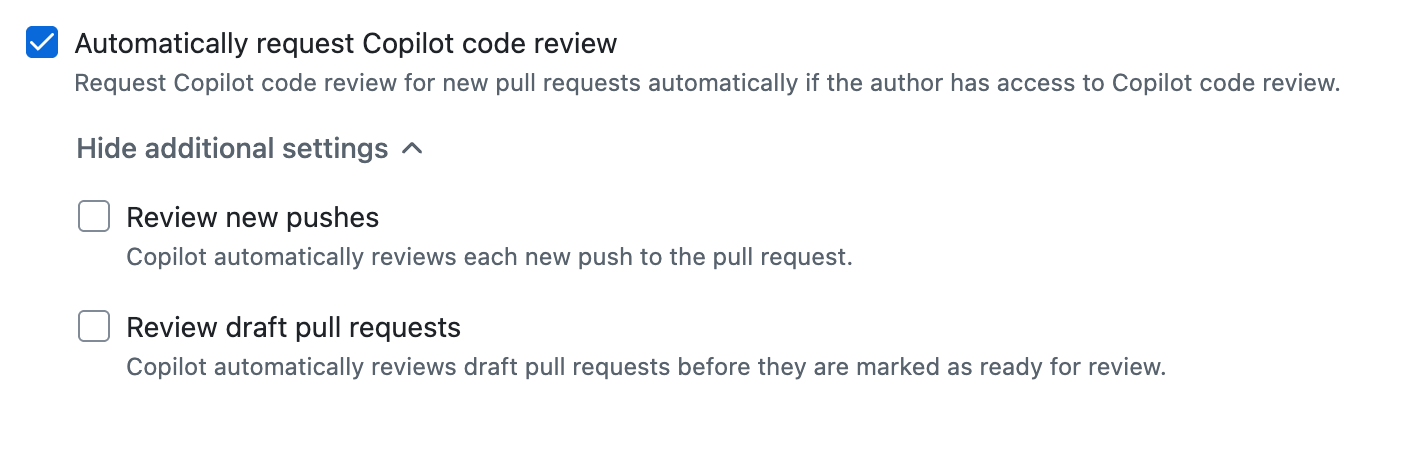 Automatically request Copilot code review
Request Copilot code review for new pull requests automatically if the author has access to Copilot code review.
Hide additional settings
Review new pushes
Copilot automatically reviews each new push to the pull request.
Review draft pull requests
Copilot automatically reviews draft pull requests before they are marked as ready for review.